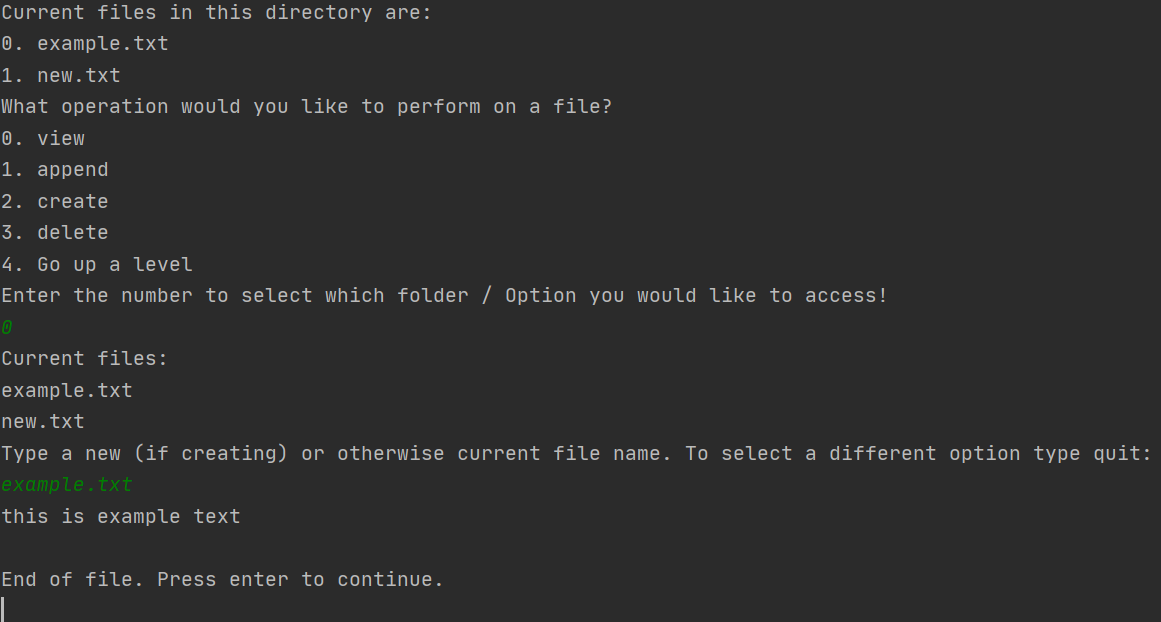 Current files in this directory are:
0. example.txt
1. new.txt
What operation would you like to perform on a file?
0. view
1. append
2. create
3. delete
4. Go up a level
Enter the number to select which folder / Option you would like to access!
0
Current files:
example.txt
new.txt
Type a new (if creating) or otherwise current file name. To select a different option type quit:
example.txt
this is example text
End of file. Press enter to continue.